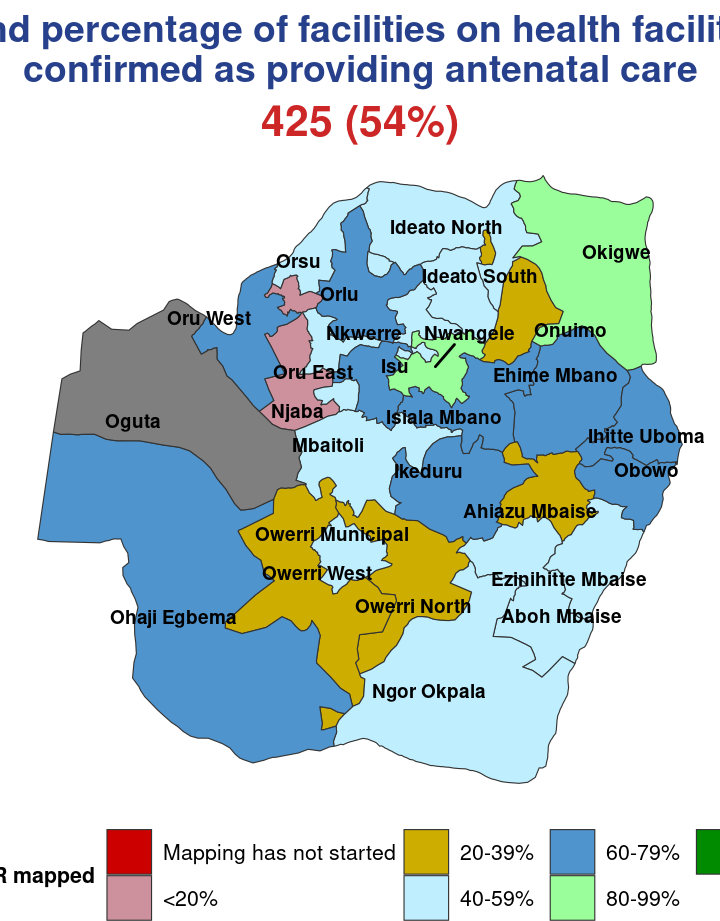 nd percentage of facilities on health facilit
confirmed as providing antenatal care
425 (54%)
Ideato North
Okigwe
Orsu
Ideato South
Orlu
Oru West
Nkwerre
Nwangele
Onuimo
Isu
Oru East
Ehime Mbano
Njaba
Isiala Mbano
Oguta
Ihitte Uboma
Mbaitoli
Ikeduru
Obowo
Ahiazu Mbaise
Owerri Municipal
Owerri West
Ezinihitte Mbaise
Owerri North
Ohaji Egbema
Aboh Mbaise
Ngor Okpala
R mapped
Mapping has not started
20-39%
60-79%
<20%
40-59%
80-99%